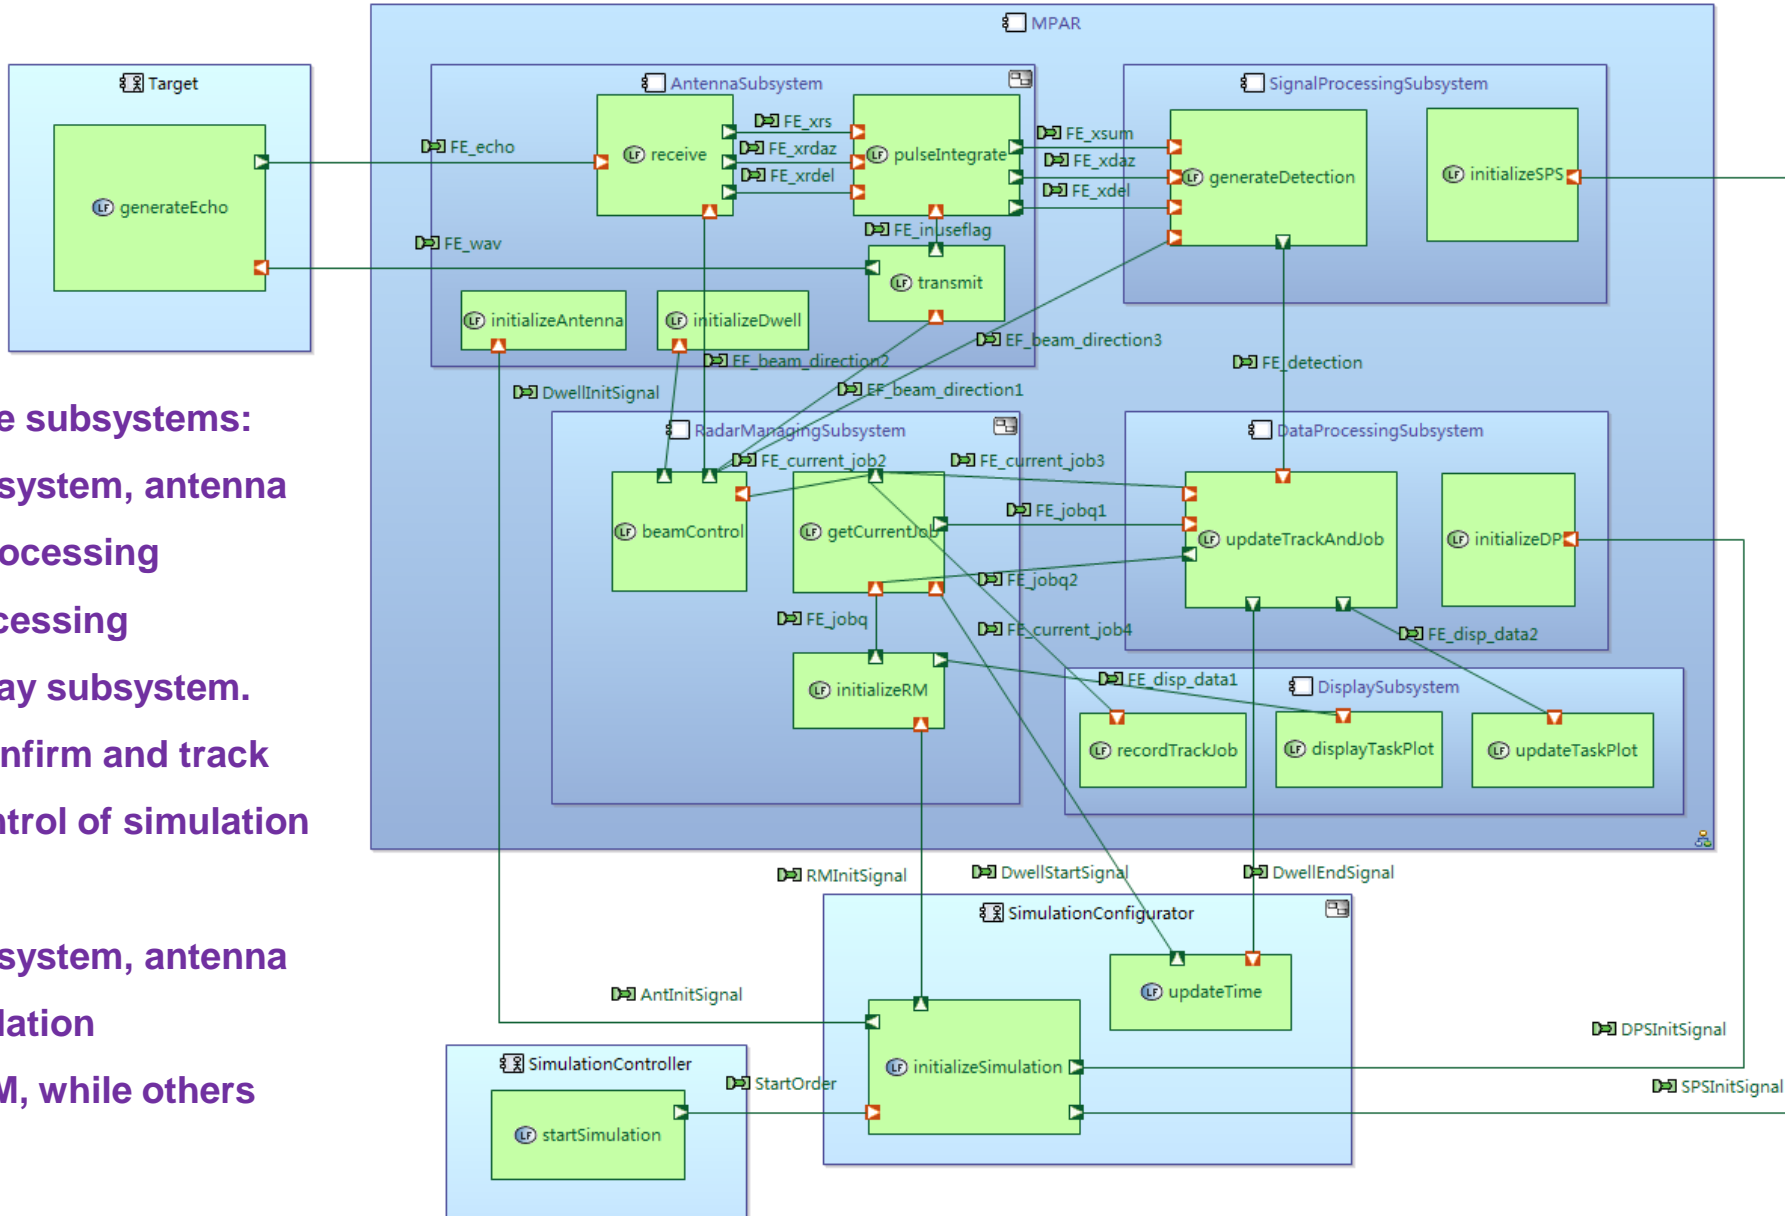 MPAR
Target
AntennaSubsystem
SignalProcessingSubsystem
FE_echo
receive
FE_xrs
FE_xrdaz
FE_xrdel
pulseIntegrate
FE_xsum
FE_xdaz
FE_xdel
generateDetection
initializeSPS
generateEcho
FE_wav
FE_inuseflag
transmit
initializeAntenna
initializeDwell
EF_beam_direction3
EF_beam_direction2
FE_detection
DwellInitSignal
EF_beam_direction1
e subsystems:
system, antenna
ocessing
cessing
ay subsystem.
nfirm and track
ntrol of simulation
system, antenna
lation
M, while others
RadarManagingSubsystem
DataProcessingSubsystem
FE_current_job2
FE_current_job3
FE_jobq1
beamControl
getCurrentJob
updateTrackAndJob
initializeDP
FE_jobq2
FE_jobq
FE_current_job4
FE_disp_data2
initializeRM
FE_disp_data1
DisplaySubsystem
recordTrackJob
displayTaskPlot
updateTaskPlot
RMInitSignal
DwellStartSignal
DwellEndSignal
SimulationConfigurator
AntInitSignal
updateTime
DPSInitSignal
SimulationController
StartOrder
initializeSimulation
SPSInitSignal
startSimulation